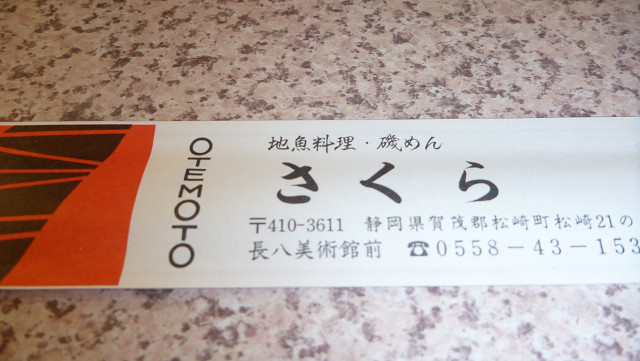 OTEMOTO
地魚料理・磯めん
さくら
〒410-3611 静岡県賀茂郡松崎町松崎21の
長八美術館前 ☎0558-43-153